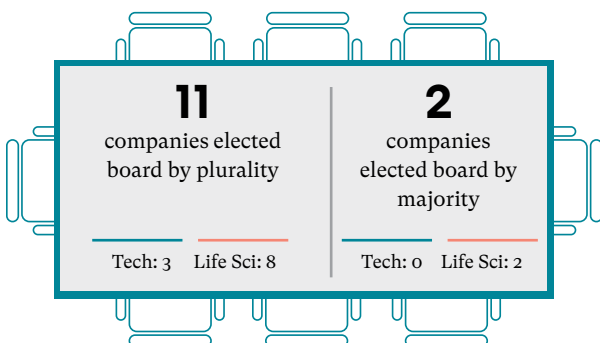 11
companies elected
board by plurality
Tech: 3 Life Sci: 8
2
companies
elected board by
majority
Tech: 0 Life Sci: 2